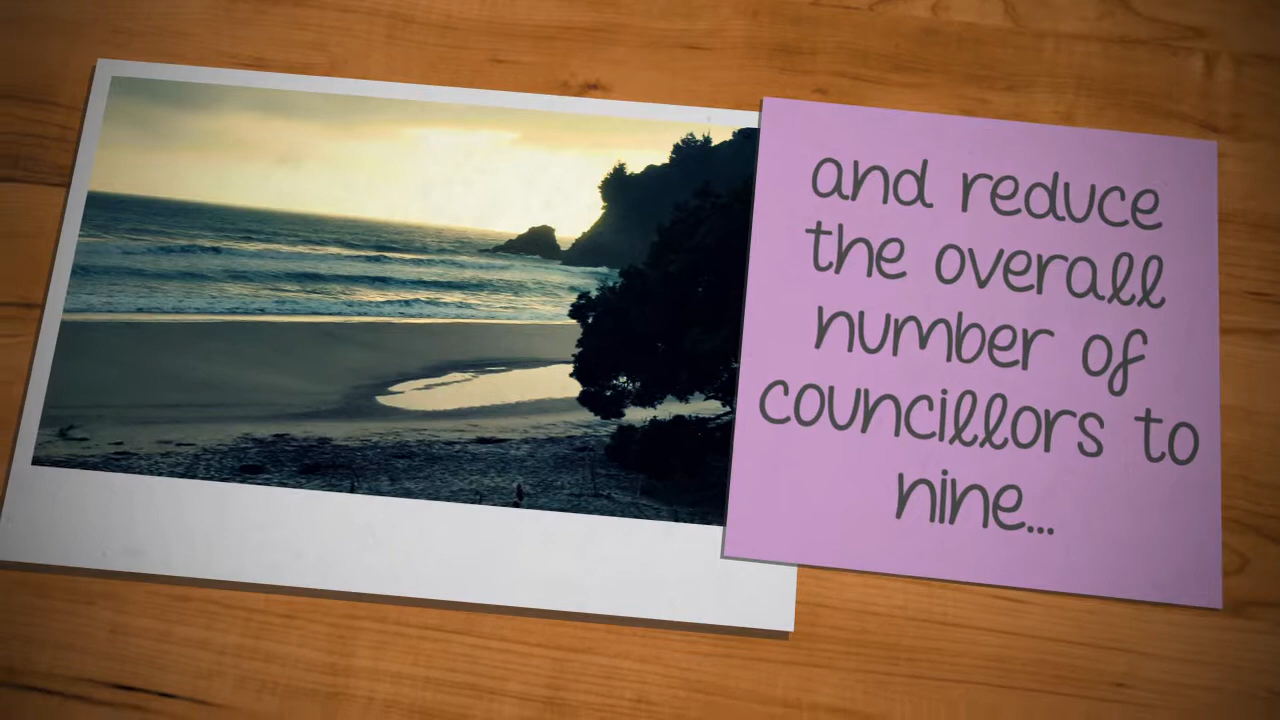 and reduce
the overall
number of
councillors to
nine...